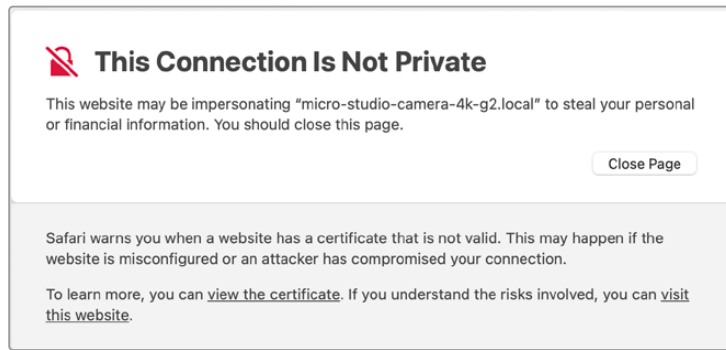 This Connection Is Not Private
This website may be impersonating “micro-studio-camera-4k-g2.local” to steal your personal
or financial information. You should close this page.
Close Page
Safari warns you when a website has a certificate that is not valid. This may happen if the
website is misconfigured or an attacker has compromised your connection.
To learn more, you can view the certificate. If you understand the risks involved, you can visit
this website.